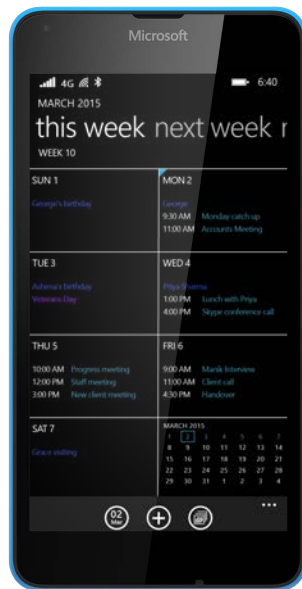 Microsoft
4G 6:40
MARCH 2015
this week next week
WEEK 10
SUN 1
George's birthday
MON 2
George
9:30 AM Monday catch up
11:00 AM Accounts Meeting
TUE 3
Ashena's birthday
Veterans Day
WED 4
Priya Sharma
1:00 PM Lunch with Priya
4:00 PM Skype conference call
THU 5
10:00 AM Progress meeting
12:00 PM Staff meeting
3:00 PM New client meeting
FRI 6
9:00 AM Manik Interview
11:00 AM Client call
4:30 PM Handover
SAT 7
Grace visiting
MARCH 2015
1 2 3 4 5 6 7
8 9 10 11 12 13 14
15 16 17 18 19 20 21
22 23 24 25 26 27 28
29 30 31 1 2 3 4
02
Mar